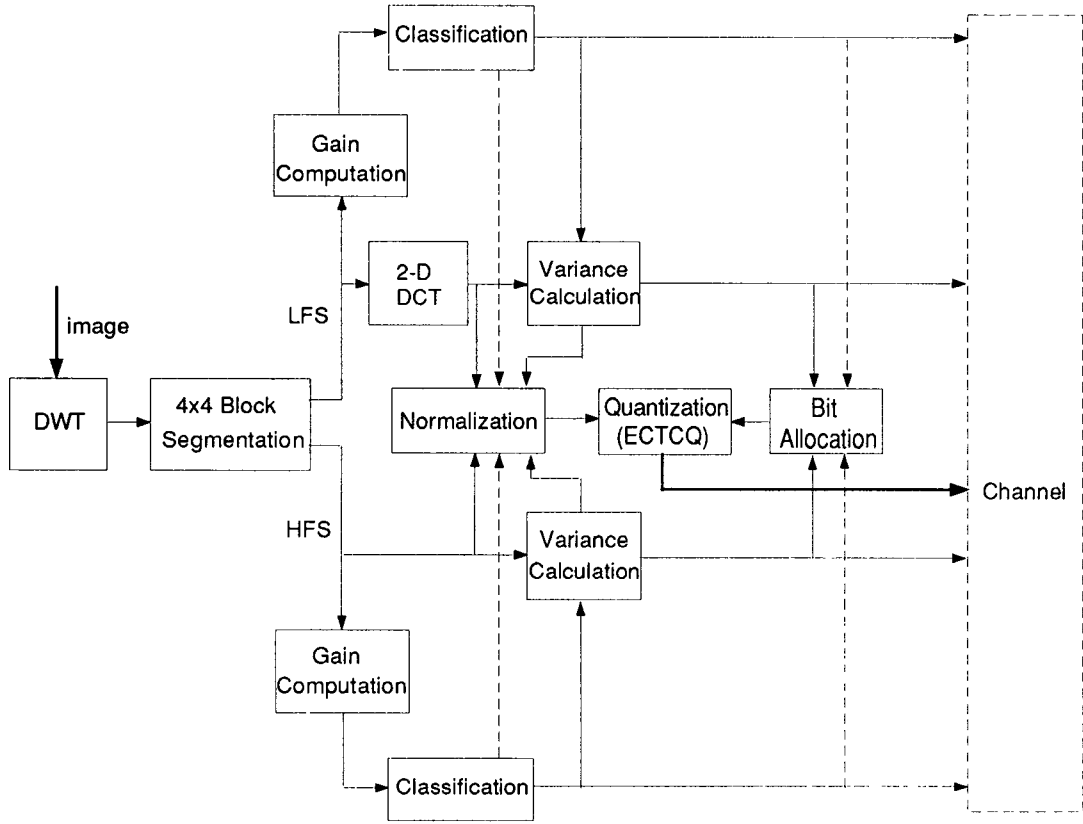 Classification
Gain
Computation
2-D
DCT
Variance
Calculation
LFS
image
DWT
4x4 Block
Segmentation
Normalization
Quantization
(ECTCQ)
Bit
Allocation
Channel
HFS
Variance
Calculation
Gain
Computation
Classification